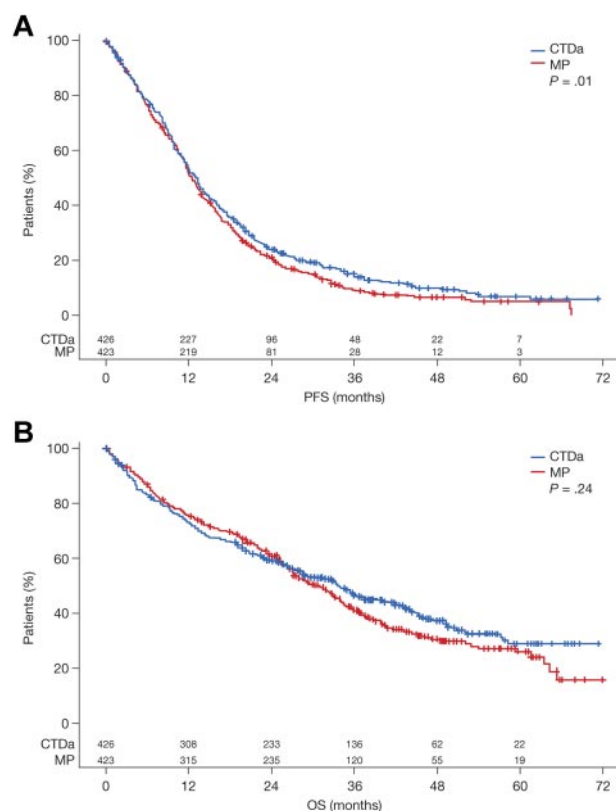 A
CTDa
MP
P = .01
100
80
60
40
20
0
Patients (%)
CTDa 426 227 96 48 22 7
MP 423 219 81 28 12 3
0 12 24 36 48 60 72
PFS (months)
B
CTDa
MP
P = .24
100
80
60
40
20
0
Patients (%)
CTDa 426 308 233 136 62 22
MP 423 315 235 120 55 19
0 12 24 36 48 60 72
OS (months)